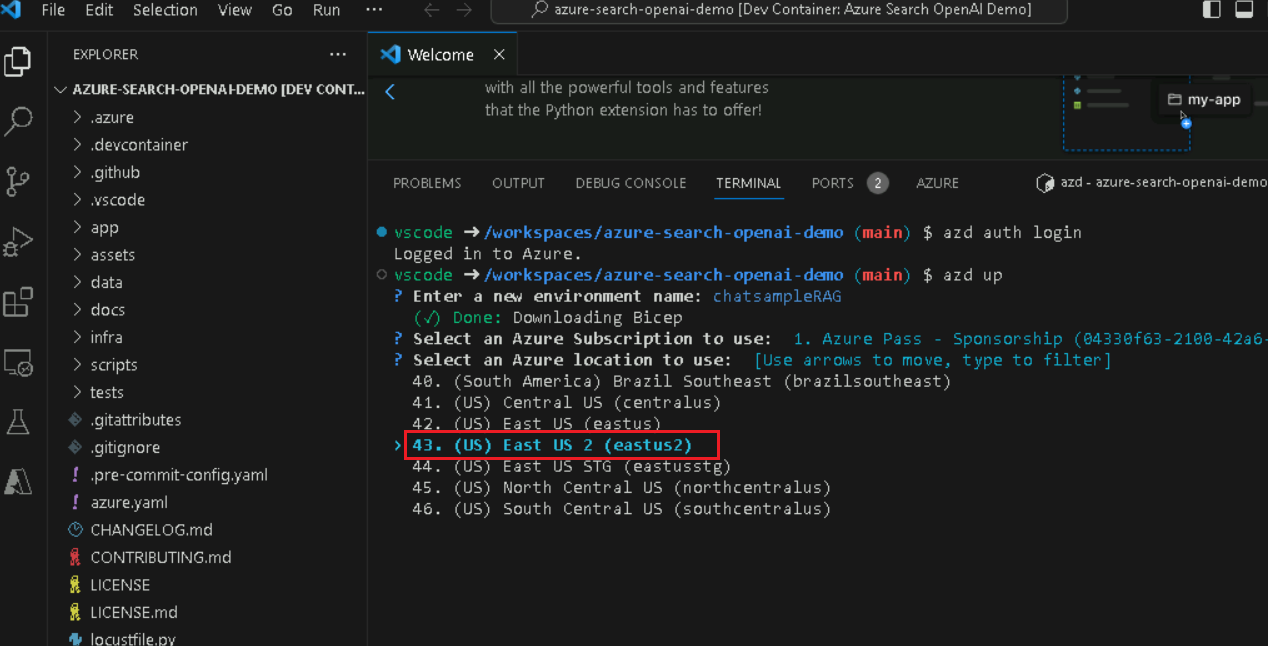 File Edit Selection View Go Run ··· azure-search-openai-demo [Dev Container: Azure Search OpenAI Demo]
EXPLORER ···
AZURE-SEARCH-OPENAI-DEMO [DEV CONT...
.azure
.devcontainer
.github
.vscode
app
assets
data
docs
infra
scripts
tests
.gitattributes
.gitignore
.pre-commit-config.yaml
azure.yaml
CHANGELOG.md
CONTRIBUTING.md
LICENSE
LICENSE.md
locustfile.py
Welcome
with all the powerful tools and features
that the Python extension has to offer!
my-app
PROBLEMS OUTPUT DEBUG CONSOLE TERMINAL PORTS 2 AZURE azd - azure-search-openai-demo
vscode ➜ /workspaces/azure-search-openai-demo (main) $ azd auth login
Logged in to Azure.
vscode ➜ /workspaces/azure-search-openai-demo (main) $ azd up
? Enter a new environment name: chatsampleRAG
(✓) Done: Downloading Bicep
? Select an Azure Subscription to use: 1. Azure Pass - Sponsorship (04330f63-2100-42a6-
? Select an Azure location to use: [Use arrows to move, type to filter]
40. (South America) Brazil Southeast (brazilsoutheast)
41. (US) Central US (centralus)
42. (US) East US (eastus)
> 43. (US) East US 2 (eastus2)
44. (US) East US STG (eastusstg)
45. (US) North Central US (northcentralus)
46. (US) South Central US (southcentralus)